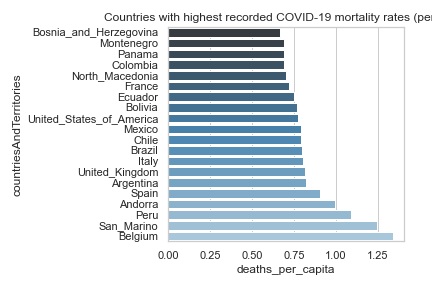 Countries with highest recorded COVID-19 mortality rates (per
countriesAndTerritories
Bosnia_and_Herzegovina
Montenegro
Panama
Colombia
North_Macedonia
France
Ecuador
Bolivia
United_States_of_America
Mexico
Chile
Brazil
Italy
United_Kingdom
Argentina
Spain
Andorra
Peru
San_Marino
Belgium
0.00 0.25 0.50 0.75 1.00 1.25
deaths_per_capita